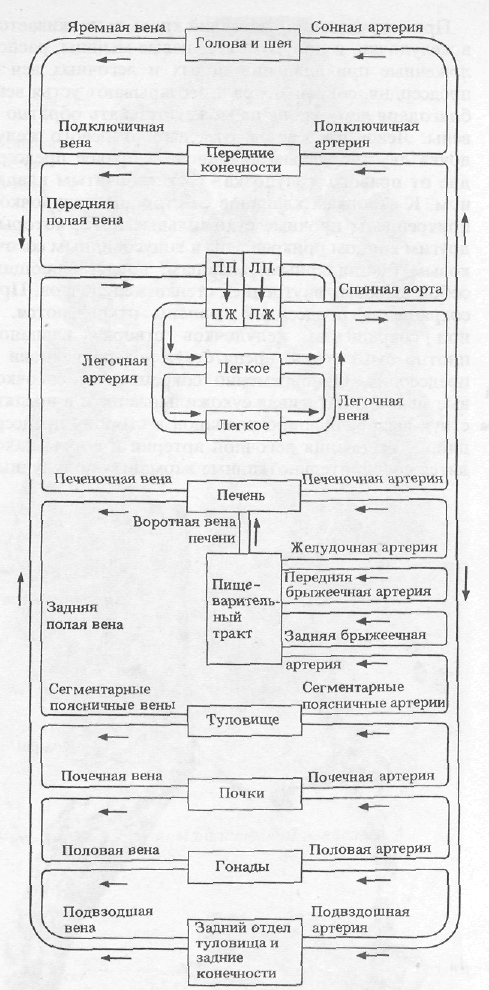 Яремная вена
Сонная артерия
Голова и шея
Подключичная
вена
Подключичная
артерия
Передние
конечности
Передняя
полая вена
ПП
ЛП
ПЖ
ЛЖ
Спинная аорта
Легочная
артерия
Легкое
Легкое
Легочная
вена
Печеночная вена
Печеночная артерия
Печень
Воротная вена
печени
Желудочная артерия
Пище-
варитель-
ный
тракт
Передняя
брыжеечная артерия
Задняя
полая вена
Задняя брыжеечная
артерия
Сегментарные
поясничные вены
Сегментарные
поясничные артерии
Туловище
Почечная вена
Почечная артерия
Почки
Половая вена
Половая артерия
Гонады
Подвзодшая
вена
Подвздошная
артерия
Задний отдел
туловища и
задние
конечности